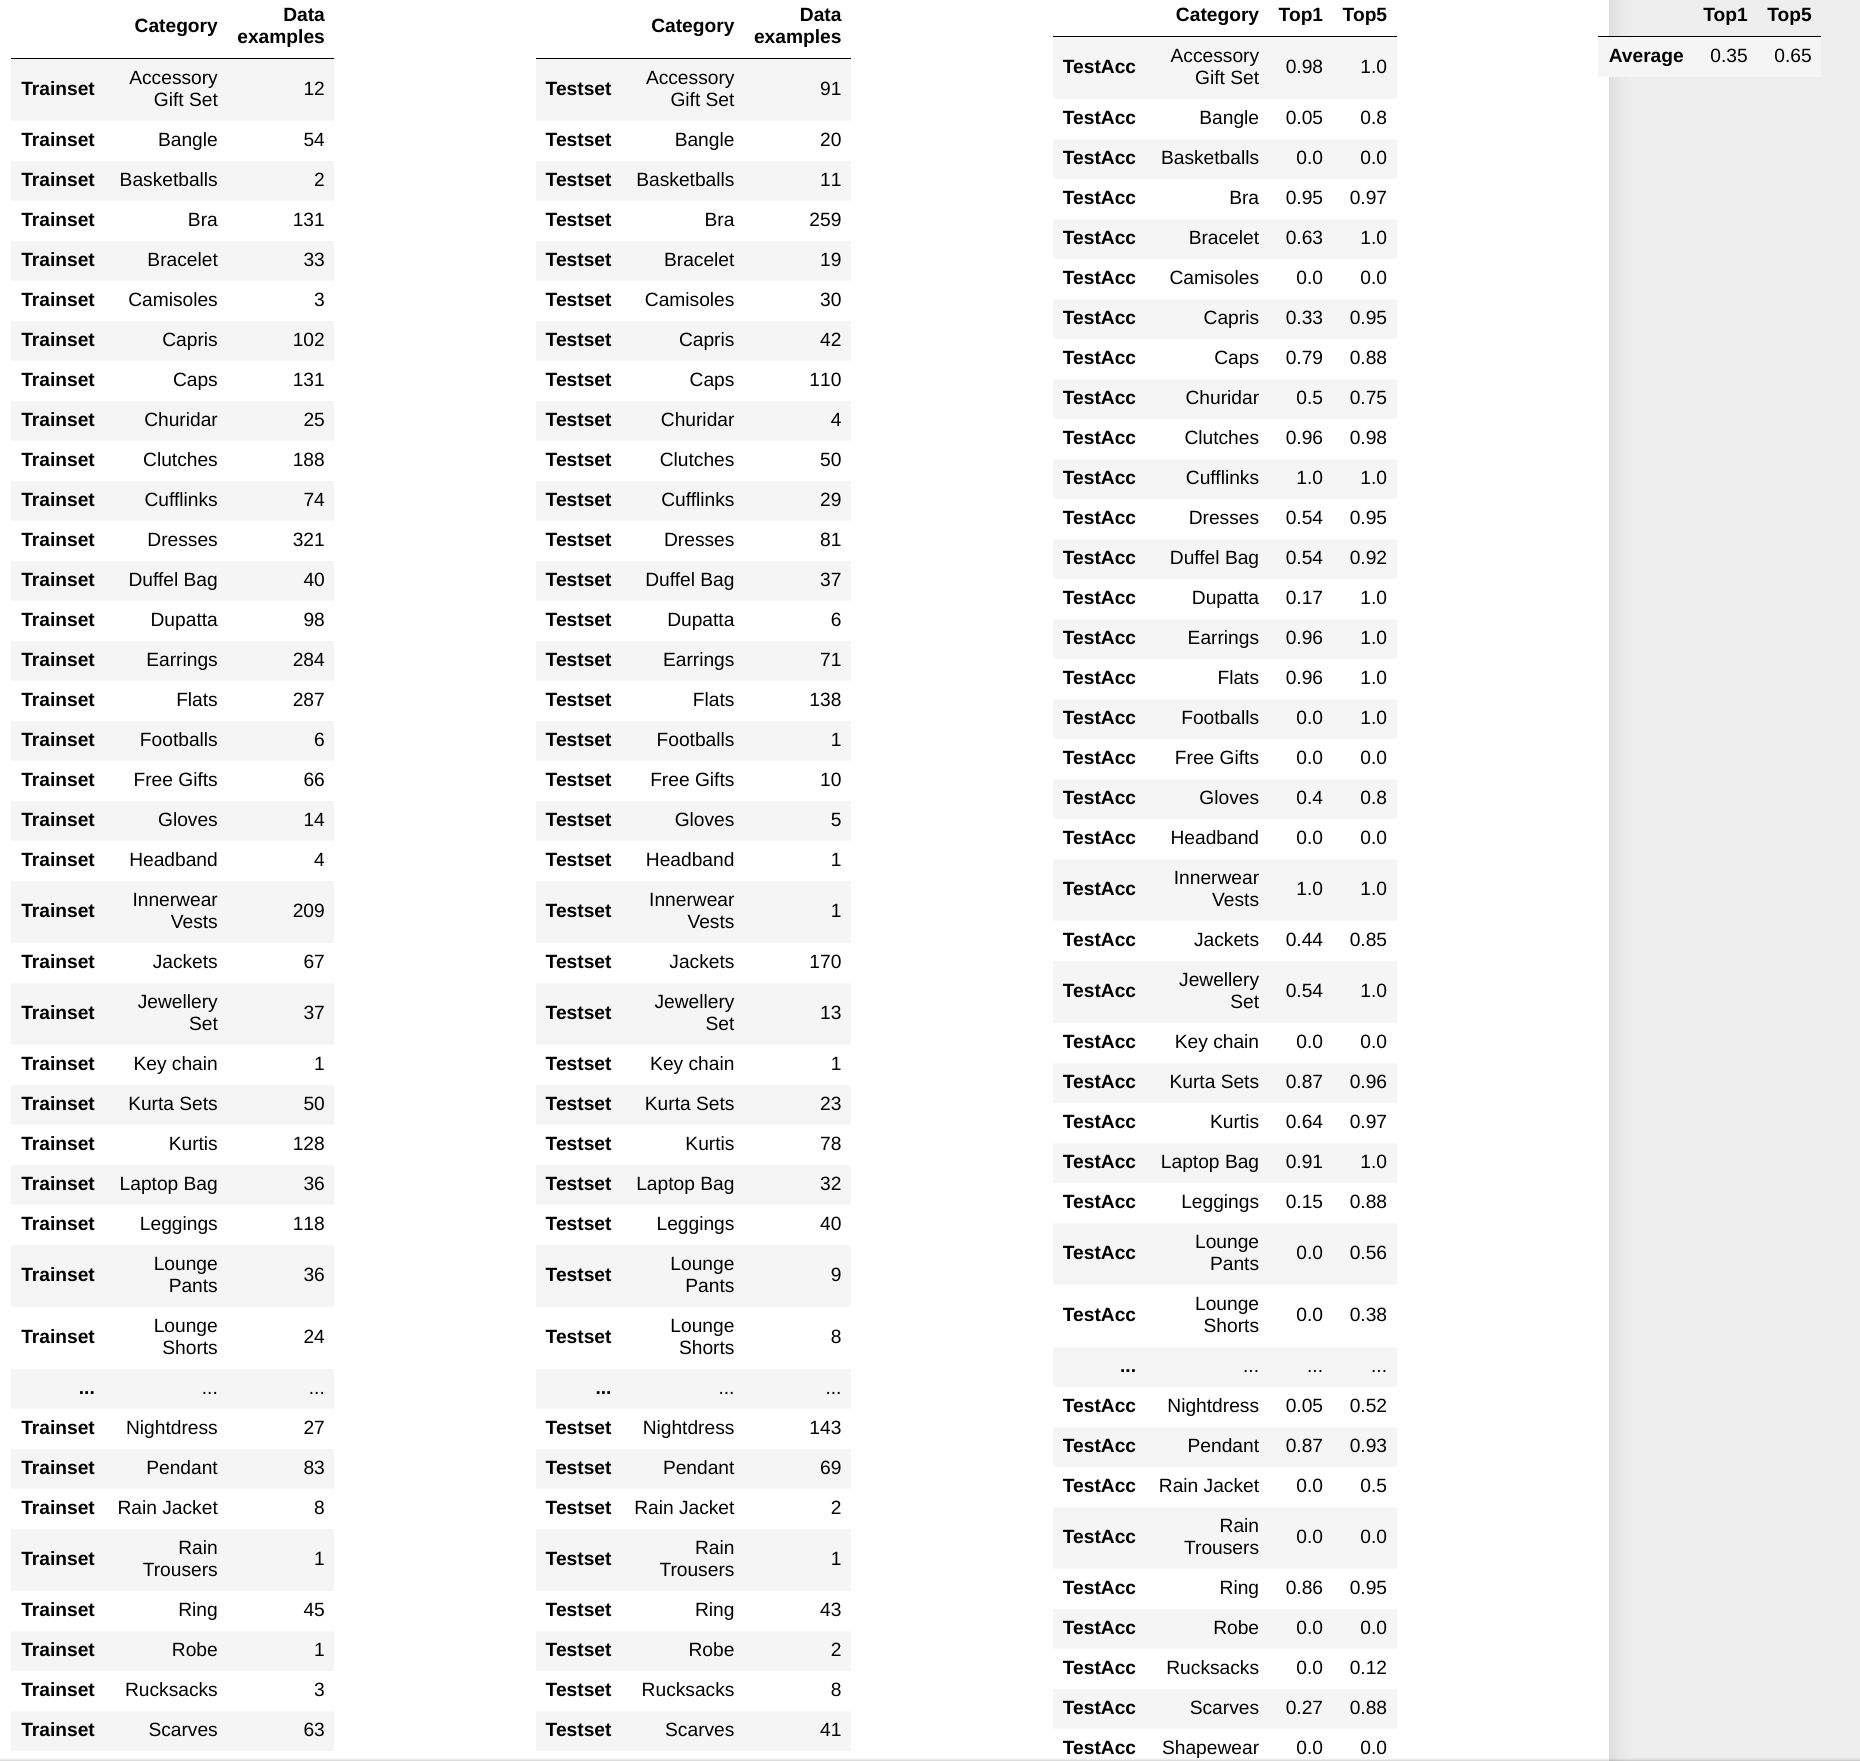 Category Data examples
Trainset Accessory Gift Set 12
Trainset Bangle 54
Trainset Basketballs 2
Trainset Bra 131
Trainset Bracelet 33
Trainset Camisoles 3
Trainset Capris 102
Trainset Caps 131
Trainset Churidar 25
Trainset Clutches 188
Trainset Cufflinks 74
Trainset Dresses 321
Trainset Duffel Bag 40
Trainset Dupatta 98
Trainset Earrings 284
Trainset Flats 287
Trainset Footballs 6
Trainset Free Gifts 66
Trainset Gloves 14
Trainset Headband 4
Trainset Innerwear Vests 209
Trainset Jackets 67
Trainset Jewellery Set 37
Trainset Key chain 1
Trainset Kurta Sets 50
Trainset Kurtis 128
Trainset Laptop Bag 36
Trainset Leggings 118
Trainset Lounge Pants 36
Trainset Lounge Shorts 24
... ... ...
Trainset Nightdress 27
Trainset Pendant 83
Trainset Rain Jacket 8
Trainset Rain Trousers 1
Trainset Ring 45
Trainset Robe 1
Trainset Rucksacks 3
Trainset Scarves 63
Category Data examples
Testset Accessory Gift Set 91
Testset Bangle 20
Testset Basketballs 11
Testset Bra 259
Testset Bracelet 19
Testset Camisoles 30
Testset Capris 42
Testset Caps 110
Testset Churidar 4
Testset Clutches 50
Testset Cufflinks 29
Testset Dresses 81
Testset Duffel Bag 37
Testset Dupatta 6
Testset Earrings 71
Testset Flats 138
Testset Footballs 1
Testset Free Gifts 10
Testset Gloves 5
Testset Headband 1
Testset Innerwear Vests 1
Testset Jackets 170
Testset Jewellery Set 13
Testset Key chain 1
Testset Kurta Sets 23
Testset Kurtis 78
Testset Laptop Bag 32
Testset Leggings 40
Testset Lounge Pants 9
Testset Lounge Shorts 8
... ... ...
Testset Nightdress 143
Testset Pendant 69
Testset Rain Jacket 2
Testset Rain Trousers 1
Testset Ring 43
Testset Robe 2
Testset Rucksacks 8
Testset Scarves 41
Category Top1 Top5
TestAcc Accessory Gift Set 0.98 1.0
TestAcc Bangle 0.05 0.8
TestAcc Basketballs 0.0 0.0
TestAcc Bra 0.95 0.97
TestAcc Bracelet 0.63 1.0
TestAcc Camisoles 0.0 0.0
TestAcc Capris 0.33 0.95
TestAcc Caps 0.79 0.88
TestAcc Churidar 0.5 0.75
TestAcc Clutches 0.96 0.98
TestAcc Cufflinks 1.0 1.0
TestAcc Dresses 0.54 0.95
TestAcc Duffel Bag 0.54 0.92
TestAcc Dupatta 0.17 1.0
TestAcc Earrings 0.96 1.0
TestAcc Flats 0.96 1.0
TestAcc Footballs 0.0 1.0
TestAcc Free Gifts 0.0 0.0
TestAcc Gloves 0.4 0.8
TestAcc Headband 0.0 0.0
TestAcc Innerwear Vests 1.0 1.0
TestAcc Jackets 0.44 0.85
TestAcc Jewellery Set 0.54 1.0
TestAcc Key chain 0.0 0.0
TestAcc Kurta Sets 0.87 0.96
TestAcc Kurtis 0.64 0.97
TestAcc Laptop Bag 0.91 1.0
TestAcc Leggings 0.15 0.88
TestAcc Lounge Pants 0.0 0.56
TestAcc Lounge Shorts 0.0 0.38
... ... ... ...
TestAcc Nightdress 0.05 0.52
TestAcc Pendant 0.87 0.93
TestAcc Rain Jacket 0.0 0.5
TestAcc Rain Trousers 0.0 0.0
TestAcc Ring 0.86 0.95
TestAcc Robe 0.0 0.0
TestAcc Rucksacks 0.0 0.12
TestAcc Scarves 0.27 0.88
TestAcc Shapewear 0.0 0.0
Top1 Top5
Average 0.35 0.65